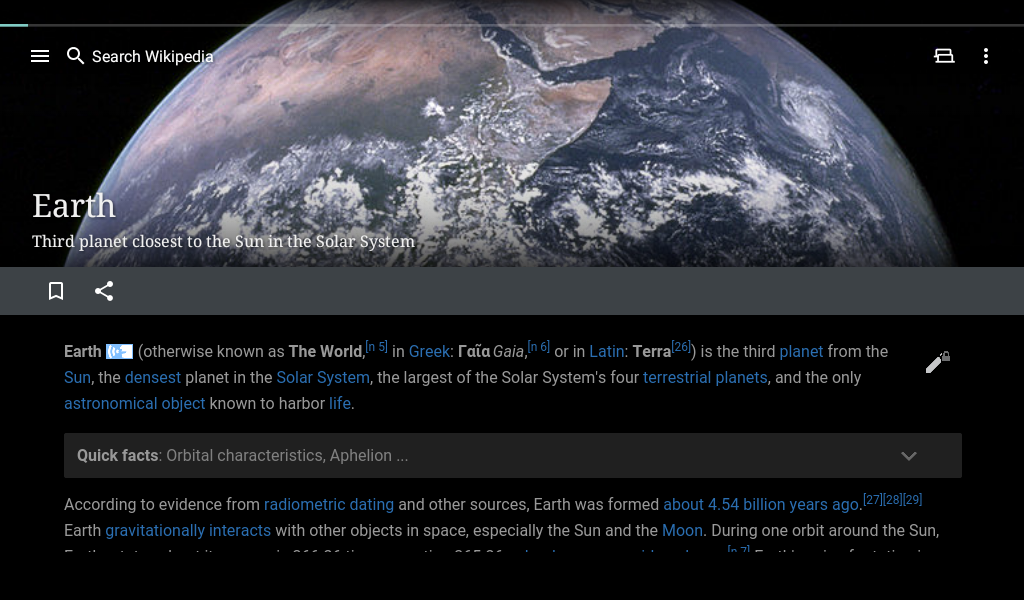 Search Wikipedia
Earth
Third planet closest to the Sun in the Solar System
Earth (otherwise known as The World,[n 5] in Greek: Γαῖα Gaia,[n 6] or in Latin: Terra[26]) is the third planet from the
Sun, the densest planet in the Solar System, the largest of the Solar System's four terrestrial planets, and the only
astronomical object known to harbor life.
Quick facts: Orbital characteristics, Aphelion ...
According to evidence from radiometric dating and other sources, Earth was formed about 4.54 billion years ago.[27][28][29]
Earth gravitationally interacts with other objects in space, especially the Sun and the Moon. During one orbit around the Sun,
[n 7]